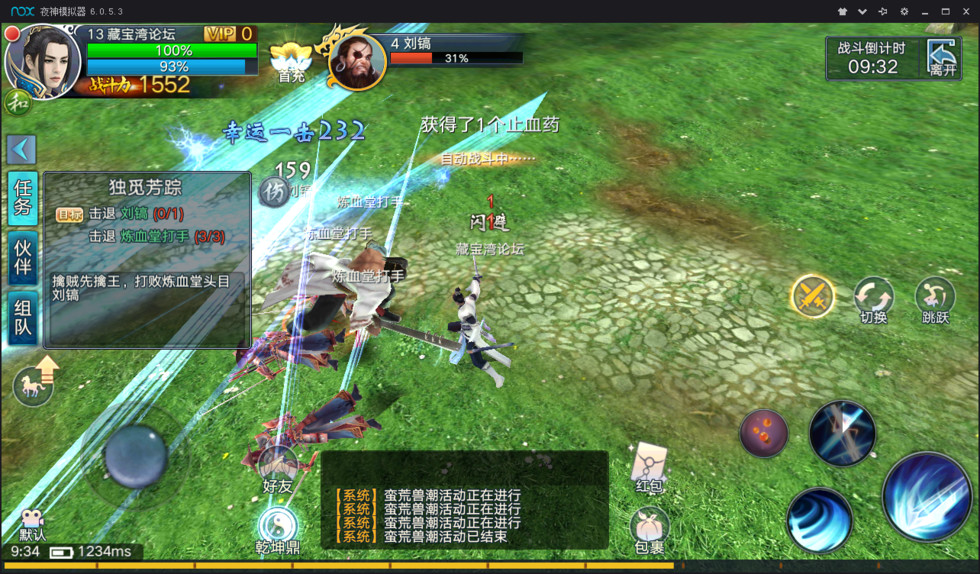 nox 夜神模拟器 6.0.5.3
13 藏宝湾论坛 VIP 0
100%
93%
战斗力 1552
和
首充
4 刘镐
31%
战斗倒计时
09:32
离开
幸运一击232
获得了1个·止血药
自动战斗中······
159
伤
炼血堂打手
炼血堂打手
炼血堂打手
1
闪避
藏宝湾论坛
任务
伙伴
组队
独觅芳踪
目标 击退 刘镐 (0/1)
击退 炼血堂打手 (3/3)
擒贼先擒王，打败炼血堂头目
刘镐
切换
跳跃
好友
乾坤鼎
红包
包裹
默认
【系统】蛮荒兽潮活动正在进行
【系统】蛮荒兽潮活动正在进行
【系统】蛮荒兽潮活动正在进行
【系统】蛮荒兽潮活动已结束
9:34 1234ms